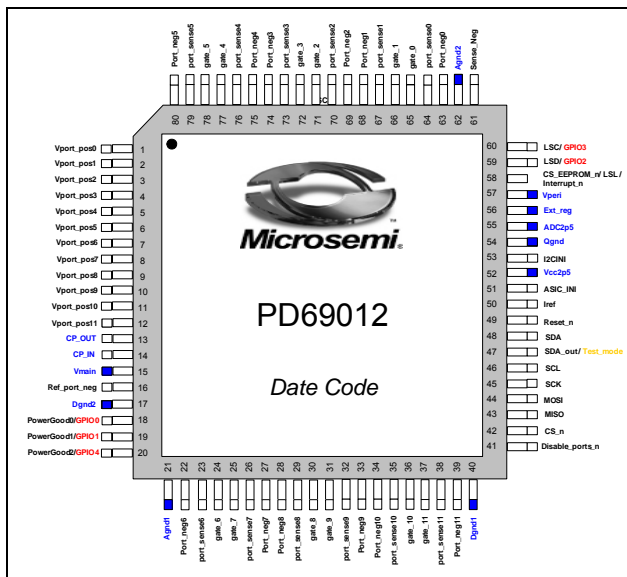 Port_neg5
port_sense5
gate_5
gate_4
port_sense4
Port_neg4
Port_neg3
port_sense3
gate_3
gate_2
port_sense2
Port_neg2
Port_neg1
port_sense1
gate_1
gate_0
port_sense0
Port_neg0
Agnd2
Sense_Neg
80 79 78 77 76 75 74 73 72 71 70 69 68 67 66 65 64 63 62 61
Vport_pos0 1
Vport_pos1 2
Vport_pos2 3
Vport_pos3 4
Vport_pos4 5
Vport_pos5 6
Vport_pos6 7
Vport_pos7 8
Vport_pos8 9
Vport_pos9 10
Vport_pos10 11
Vport_pos11 12
CP_OUT 13
CP_IN 14
Vmain 15
Ref_port_neg 16
Dgnd2 17
PowerGood0/GPIO0 18
PowerGood1/GPIO1 19
PowerGood2/GPIO4 20
Microsemi®
PD69012
Date Code
60 LSC/ GPIO3
59 LSD/ GPIO2
58 CS_EEPROM_n/ LSL/
Interrupt_n
57 Vperi
56 Ext_reg
55 ADC2p5
54 Qgnd
53 I2CINI
52 Vcc2p5
51 ASIC_INI
50 Iref
49 Reset_n
48 SDA
47 SDA_out/ Test_mode
46 SCL
45 SCK
44 MOSI
43 MISO
42 CS_n
41 Disable_ports_n
21 22 23 24 25 26 27 28 29 30 31 32 33 34 35 36 37 38 39 40
Agnd1
Port_neg6
port_sense6
gate_6
gate_7
port_sense7
Port_neg7
Port_neg8
port_sense8
gate_8
gate_9
port_sense9
Port_neg9
Port_neg10
port_sense10
gate_10
gate_11
port_sense11
Port_neg11
Dgnd1